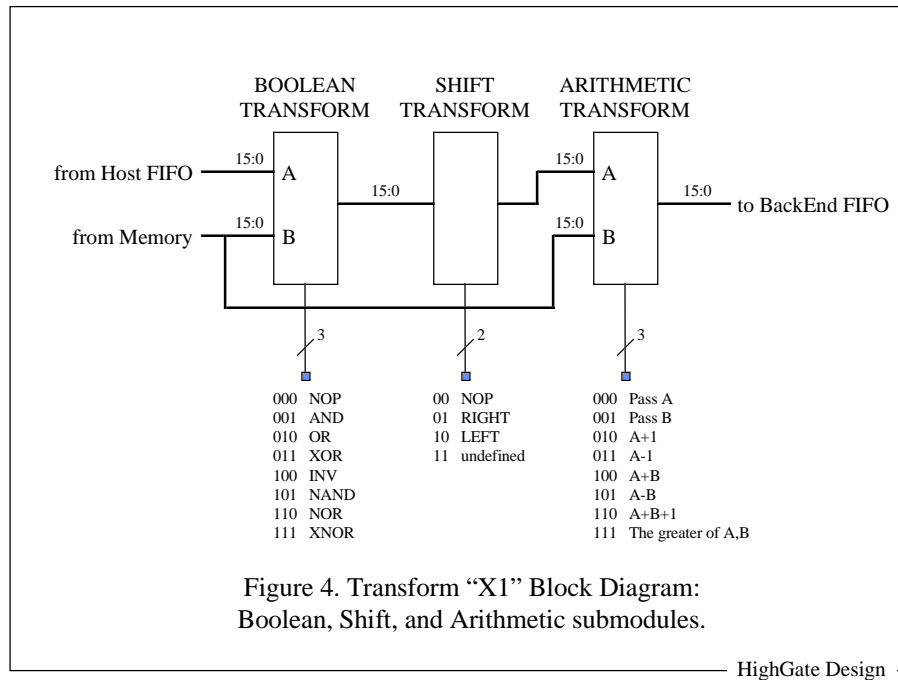 BOOLEAN
TRANSFORM
SHIFT
TRANSFORM
ARITHMETIC
TRANSFORM
from Host FIFO
15:0
A
15:0
15:0
A
15:0
to BackEnd FIFO
from Memory
15:0
B
15:0
B
3
2
3
000 NOP
001 AND
010 OR
011 XOR
100 INV
101 NAND
110 NOR
111 XNOR
00 NOP
01 RIGHT
10 LEFT
11 undefined
000 Pass A
001 Pass B
010 A+1
011 A-1
100 A+B
101 A-B
110 A+B+1
111 The greater of A,B
Figure 4. Transform “X1” Block Diagram:
Boolean, Shift, and Arithmetic submodules.
HighGate Design